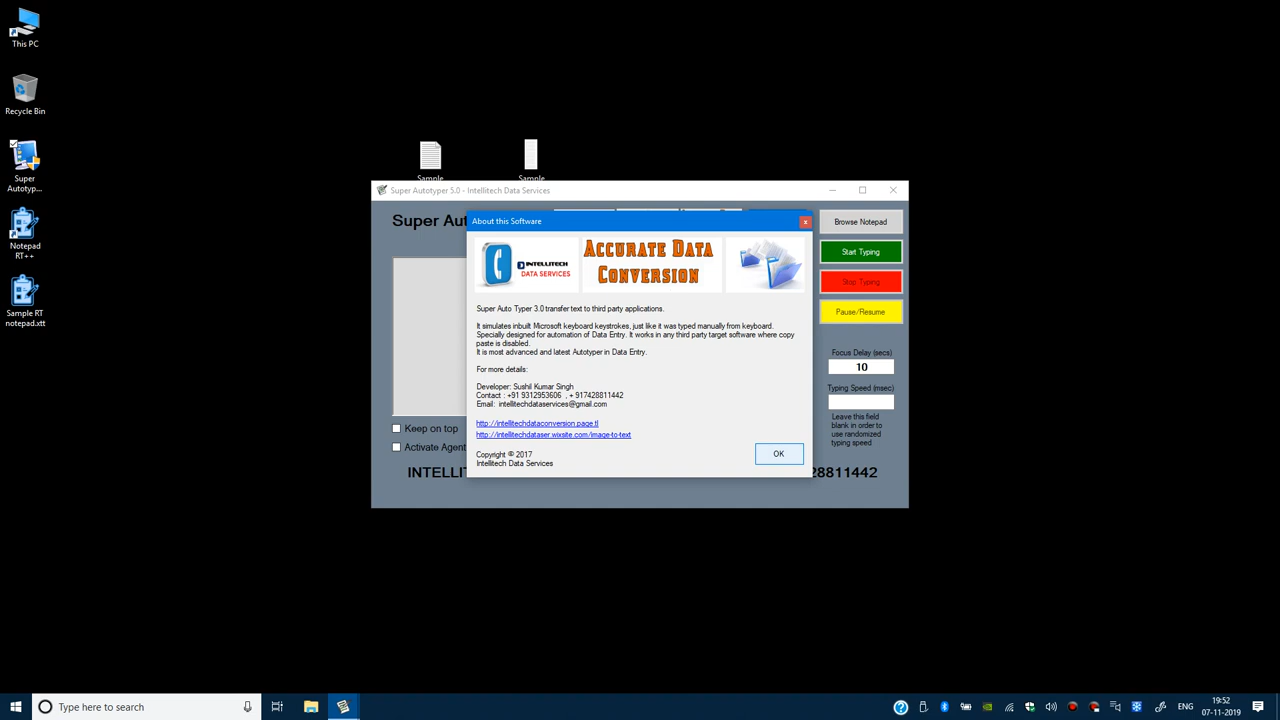 This PC
Recycle Bin
Super
Autotyp...
Notepad
RT++
Sample RT
notepad.xtt
Sample
Sample
Super Autotyper 5.0 - Intellitech Data Services
Super Aut
About this Software
INTELLITECH
DATA SERVICES
ACCURATE DATA
CONVERSION
Super Auto Typer 3.0 transfer text to third party applications.
It simulates inbuilt Microsoft keyboard keystrokes, just like it was typed manually from keyboard.
Specially designed for automation of Data Entry. It works in any third party target software where copy
paste is disabled.
It is most advanced and latest Autotyper in Data Entry.
For more details:
Developer: Sushil Kumar Singh
Contact : +91 9312953606 , + 917428811442
Email: intellitechdataservices@gmail.com
http://intellitechdataconversion.page.tl
http://intellitechdataser.wixsite.com/image-to-text
Copyright © 2017
Intellitech Data Services
OK
Browse Notepad
Start Typing
Stop Typing
Pause/Resume
Focus Delay (secs)
10
Typing Speed (msec)
Leave this field
blank in order to
use randomized
typing speed
Keep on top
Activate Agent
INTELLIT
28811442
Type here to search
ENG
19:52
07-11-2019